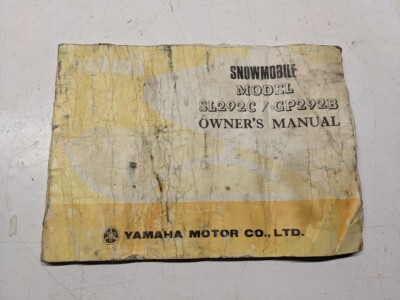 SNOWMOBILE
MODEL
SL292C / GP292B
OWNER'S MANUAL
YAMAHA MOTOR CO., LTD.